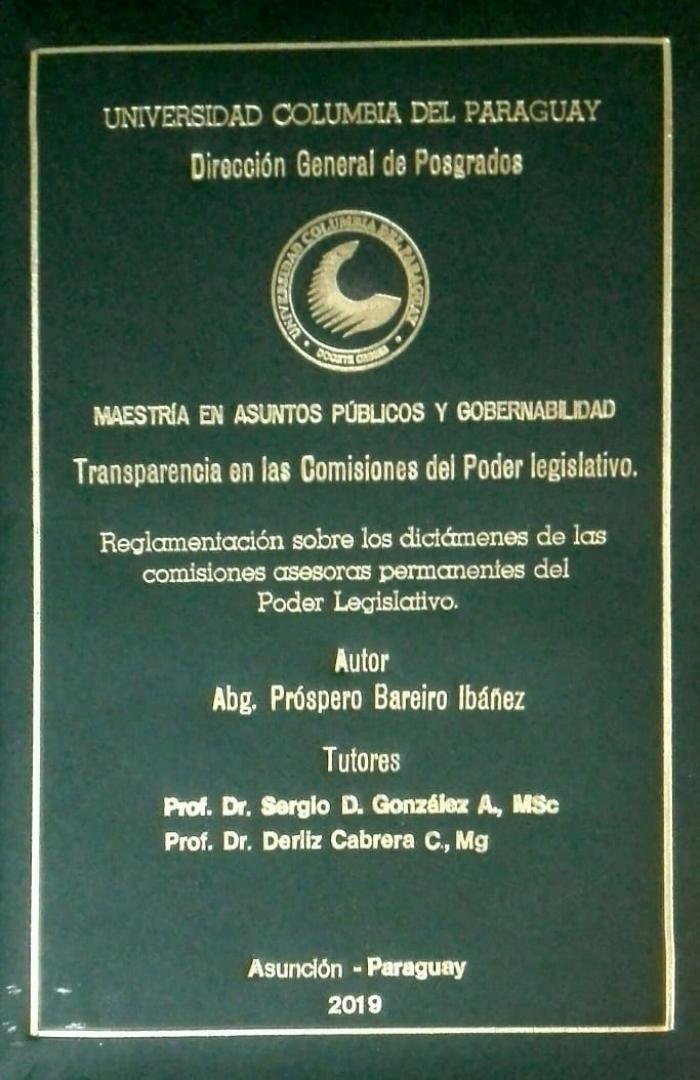 UNIVERSIDAD COLUMBIA DEL PARAGUAY
Dirección General de Posgrados
UNIVERSIDAD COLUMBIA DEL PARAGUAY
DOCETE OMNES
MAESTRÍA EN ASUNTOS PÚBLICOS Y GOBERNABILIDAD
Transparencia en las Comisiones del Poder legislativo.
Reglamentación sobre los dictámenes de las
comisiones asesoras permanentes del
Poder Legislativo.
Autor
Abg. Próspero Bareiro Ibáñez
Tutores
Prof. Dr. Sergio D. González A., MSc
Prof. Dr. Derliz Cabrera C., Mg
Asunción - Paraguay
2019